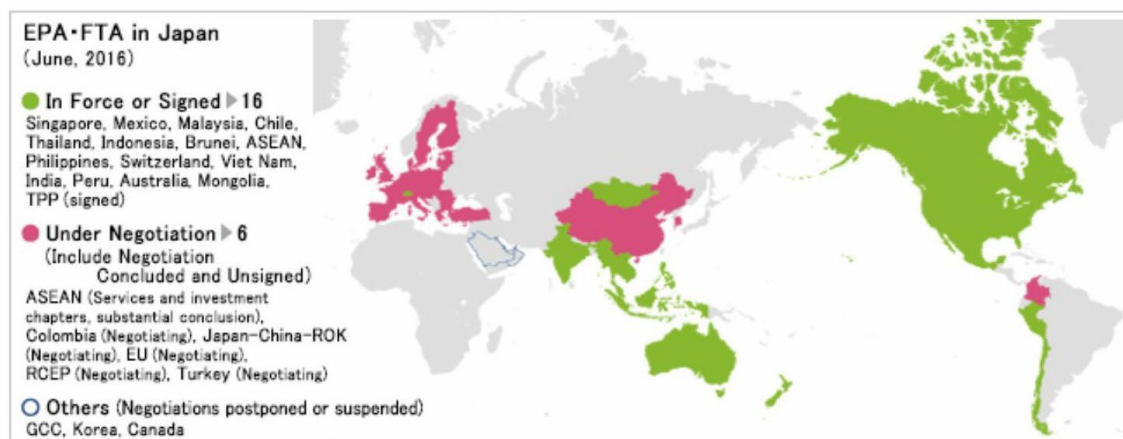 EPA・FTA in Japan
(June, 2016)
In Force or Signed ▶ 16
Singapore, Mexico, Malaysia, Chile,
Thailand, Indonesia, Brunei, ASEAN,
Philippines, Switzerland, Viet Nam,
India, Peru, Australia, Mongolia,
TPP (signed)
Under Negotiation ▶ 6
(Include Negotiation
Concluded and Unsigned)
ASEAN (Services and investment
chapters, substantial conclusion),
Colombia (Negotiating), Japan-China-ROK
(Negotiating), EU (Negotiating),
RCEP (Negotiating), Turkey (Negotiating)
Others (Negotiations postponed or suspended)
GCC, Korea, Canada